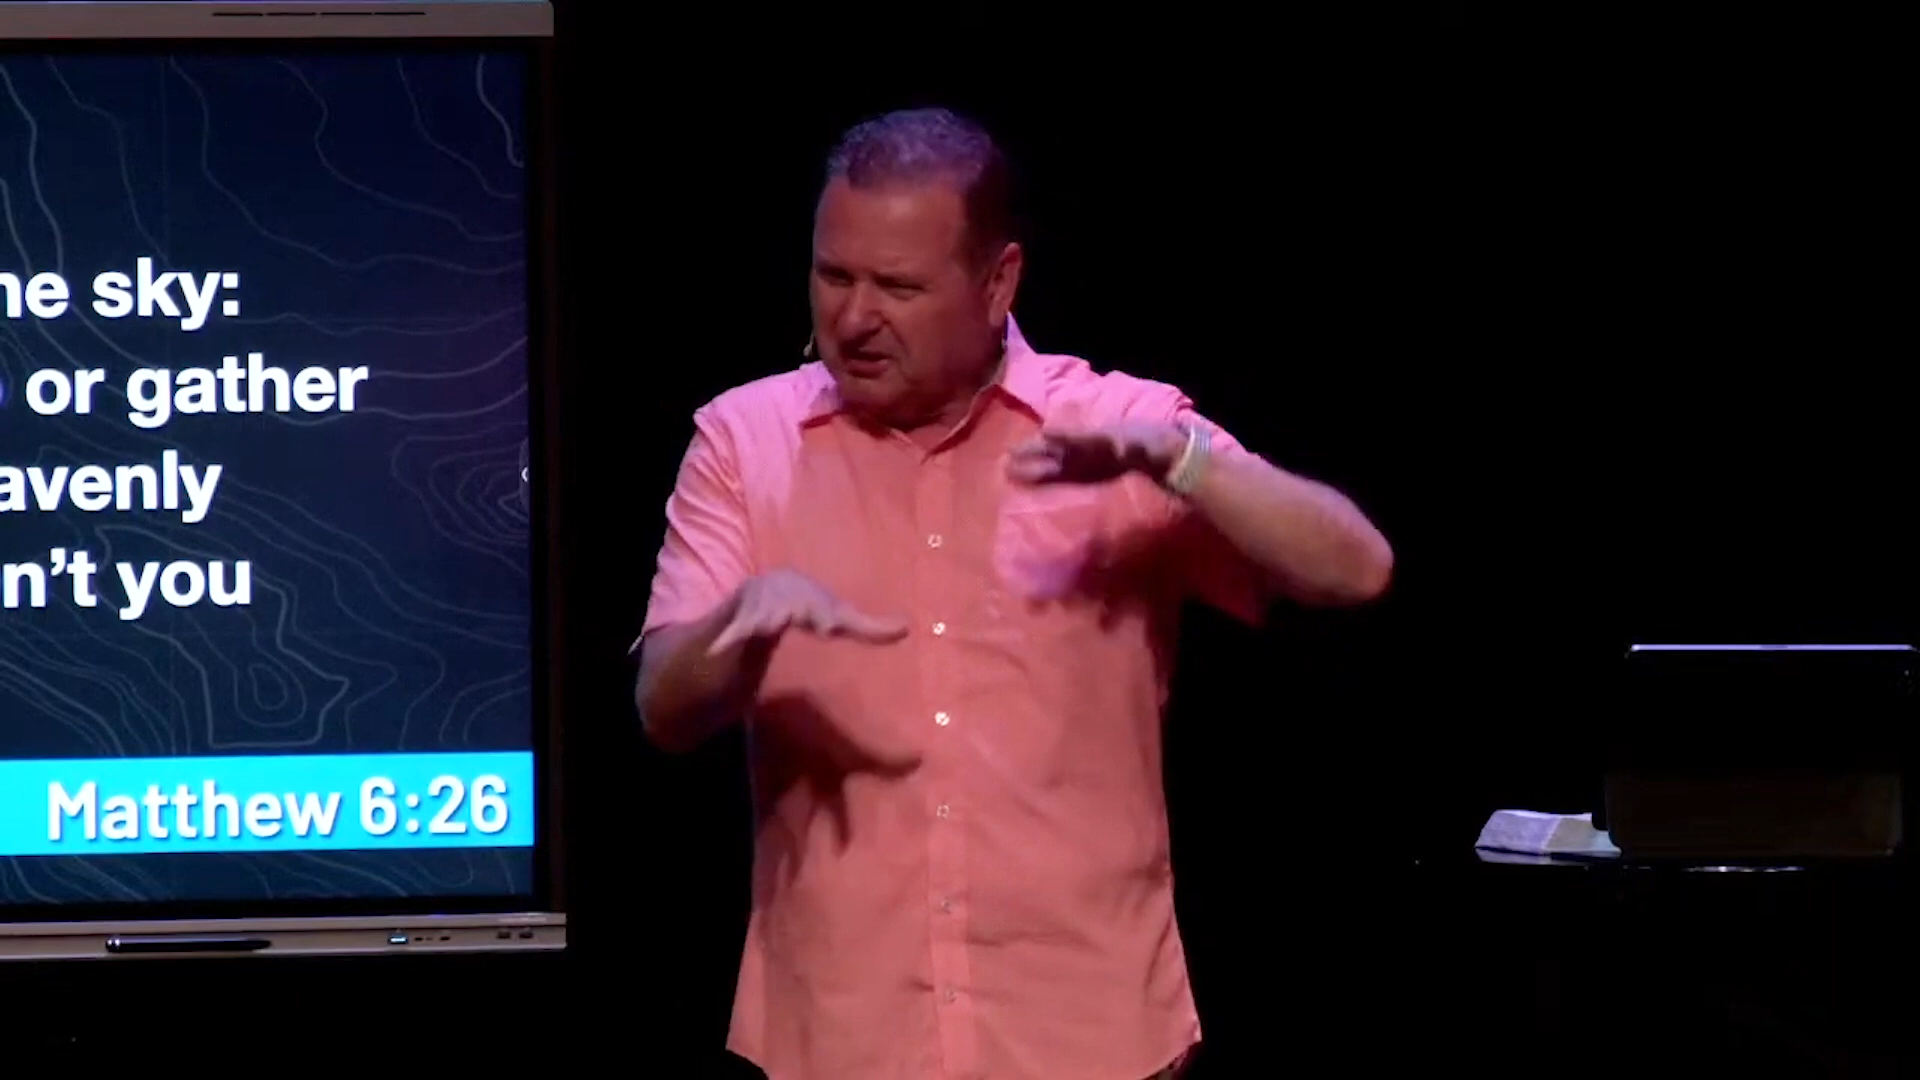 he sky:
or gather
avenly
n't you
Matthew 6:26